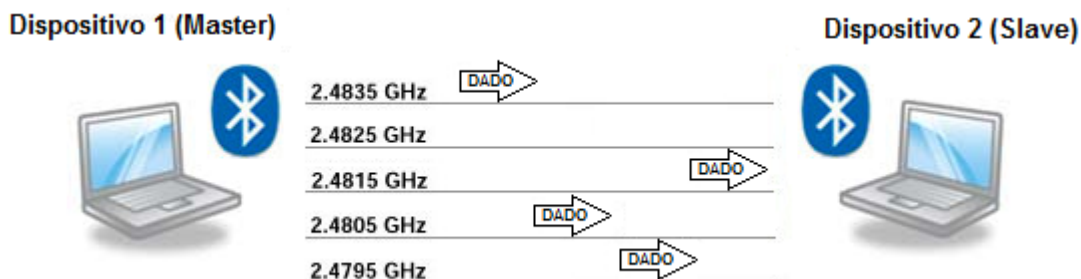 Dispositivo 1 (Master)
Dispositivo 2 (Slave)
2.4835 GHz
DADO
2.4825 GHz
2.4815 GHz
DADO
2.4805 GHz
DADO
2.4795 GHz
DADO